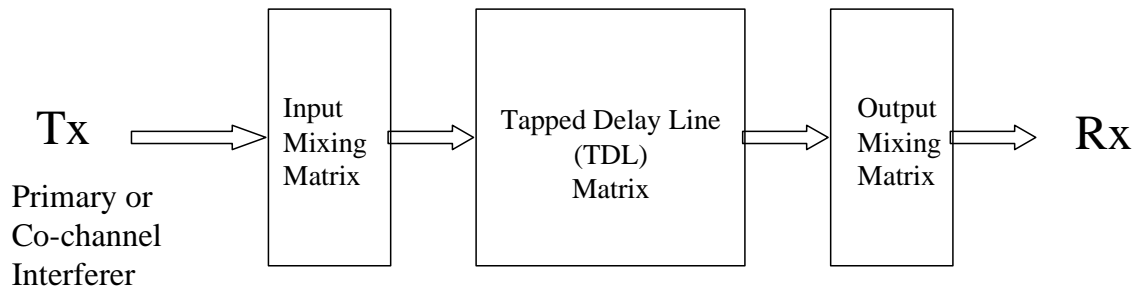 Tx
Primary or
Co-channel
Interferer
Input
Mixing
Matrix
Tapped Delay Line
(TDL)
Matrix
Output
Mixing
Matrix
Rx